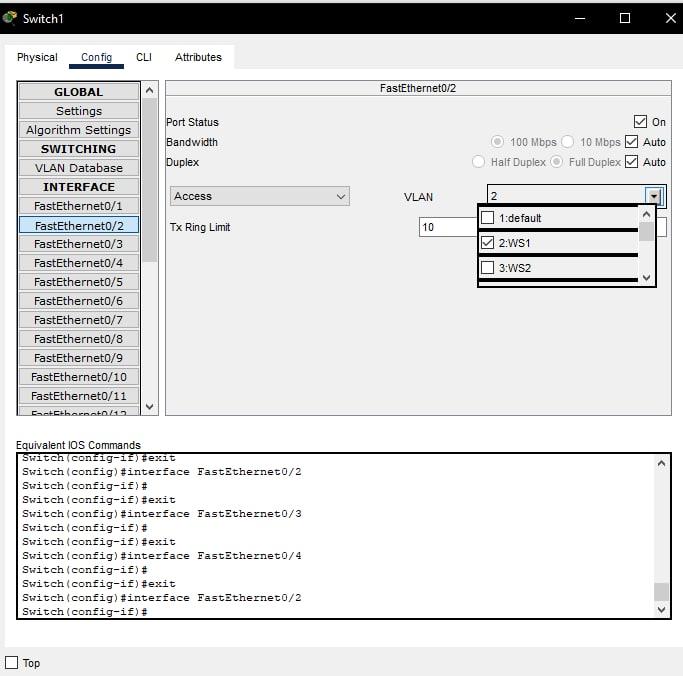 Switch1
Physical Config CLI Attributes
GLOBAL
Settings
Algorithm Settings
SWITCHING
VLAN Database
INTERFACE
FastEthernet0/1
FastEthernet0/2
FastEthernet0/3
FastEthernet0/4
FastEthernet0/5
FastEthernet0/6
FastEthernet0/7
FastEthernet0/8
FastEthernet0/9
FastEthernet0/10
FastEthernet0/11
FastEthernet0/12
FastEthernet0/2
Port Status On
Bandwidth 100 Mbps 10 Mbps Auto
Duplex Half Duplex Full Duplex Auto
Access VLAN 2
1:default
2:WS1
3:WS2
Tx Ring Limit 10
Equivalent IOS Commands
Switch(config-if)#exit
Switch(config)#interface FastEthernet0/2
Switch(config-if)#
Switch(config-if)#exit
Switch(config)#interface FastEthernet0/3
Switch(config-if)#
Switch(config-if)#exit
Switch(config)#interface FastEthernet0/4
Switch(config-if)#
Switch(config-if)#exit
Switch(config)#interface FastEthernet0/2
Switch(config-if)#
Top